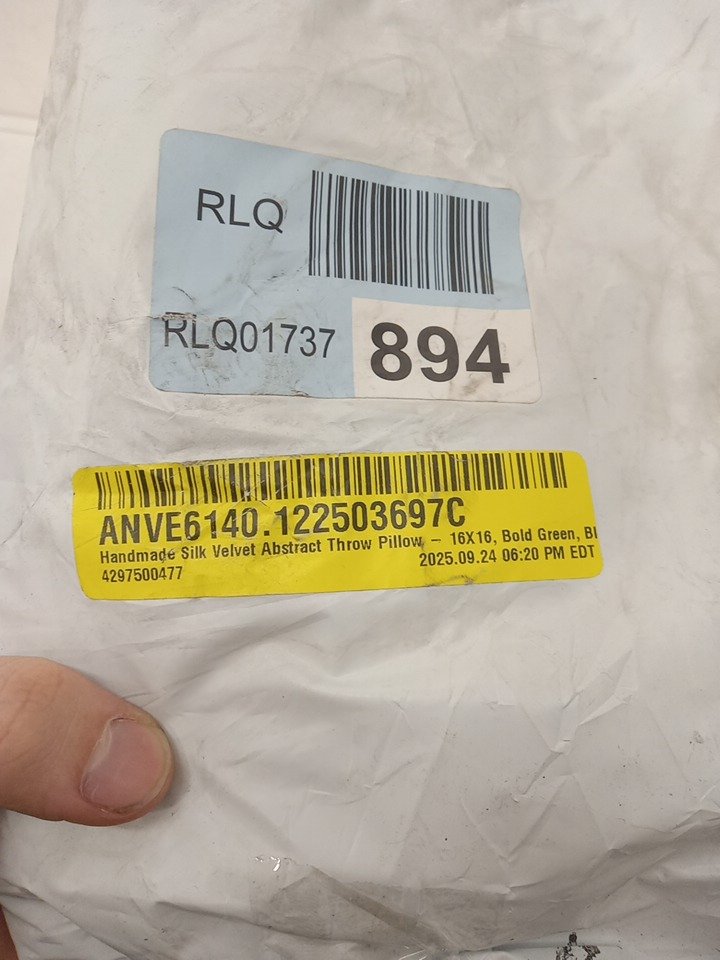 RLQ
RLQ01737
894
ANVE6140.122503697C
Handmade Silk Velvet Abstract Throw Pillow – 16X16, Bold Green, Bl
2025.09.24 06:20 PM EDT
4297500477